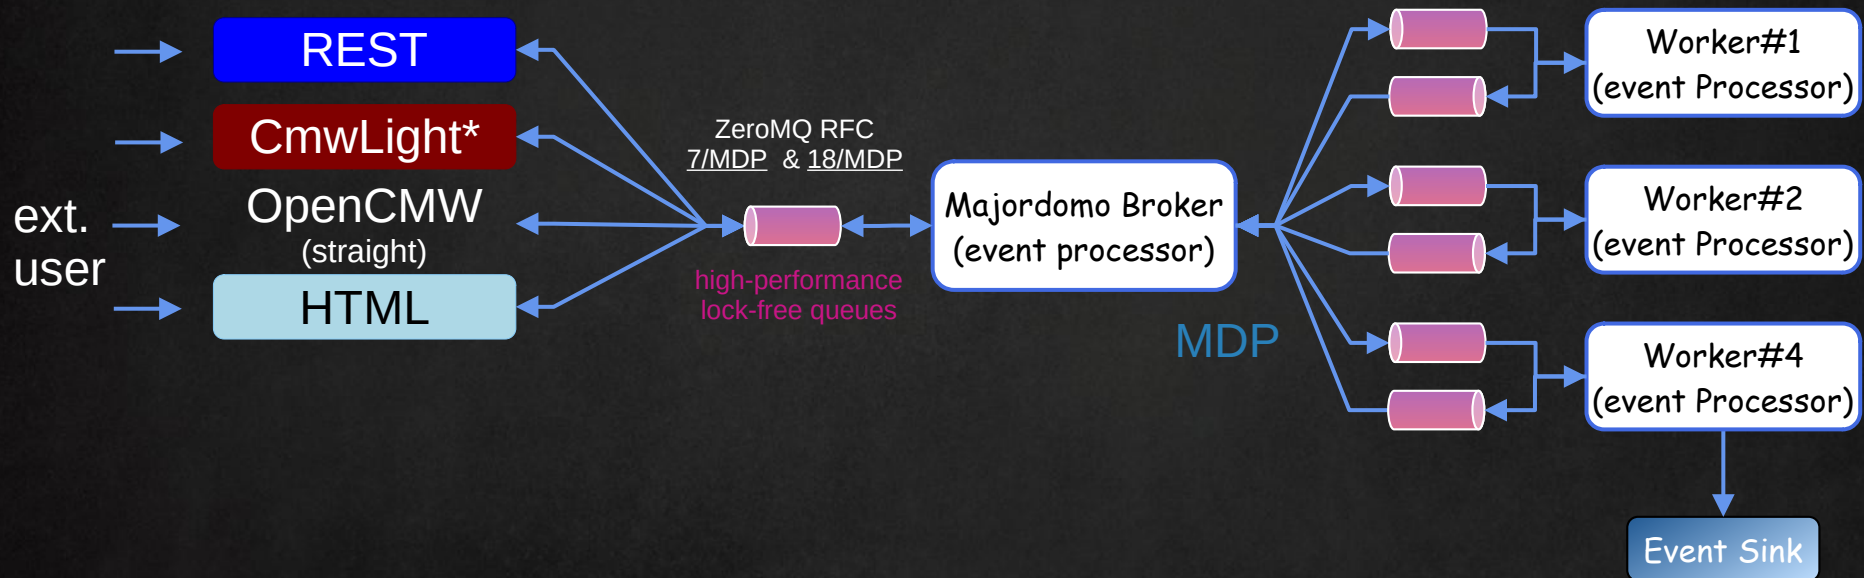 ext.
user
REST
CmwLight*
OpenCMW
(straight)
HTML
ZeroMQ RFC
7/MDP & 18/MDP
high-performance
lock-free queues
Majordomo Broker
(event processor)
MDP
Worker#1
(event Processor)
Worker#2
(event Processor)
Worker#4
(event Processor)
Event Sink